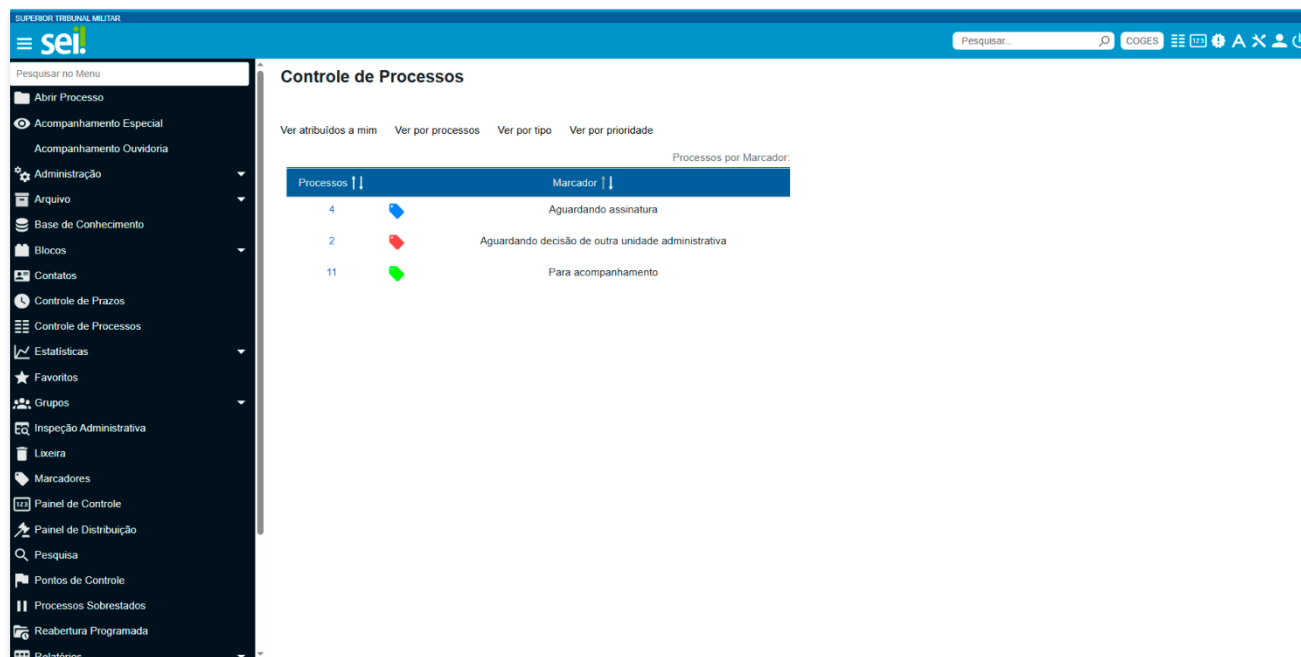 SUPERIOR TRIBUNAL MILITAR
sei!
Pesquisar...
COGES
123
A
Pesquisar no Menu
Abrir Processo
Acompanhamento Especial
Acompanhamento Ouvidoria
Administração
Arquivo
Base de Conhecimento
Blocos
Contatos
Controle de Prazos
Controle de Processos
Estatísticas
Favoritos
Grupos
Inspeção Administrativa
Lixeira
Marcadores
123 Painel de Controle
Painel de Distribuição
Pesquisa
Pontos de Controle
Processos Sobrestados
Reabertura Programada
Relatórios
Controle de Processos
Ver atribuídos a mim Ver por processos Ver por tipo Ver por prioridade
Processos por Marcador:
Processos Marcador
4 Aguardando assinatura
2 Aguardando decisão de outra unidade administrativa
11 Para acompanhamento